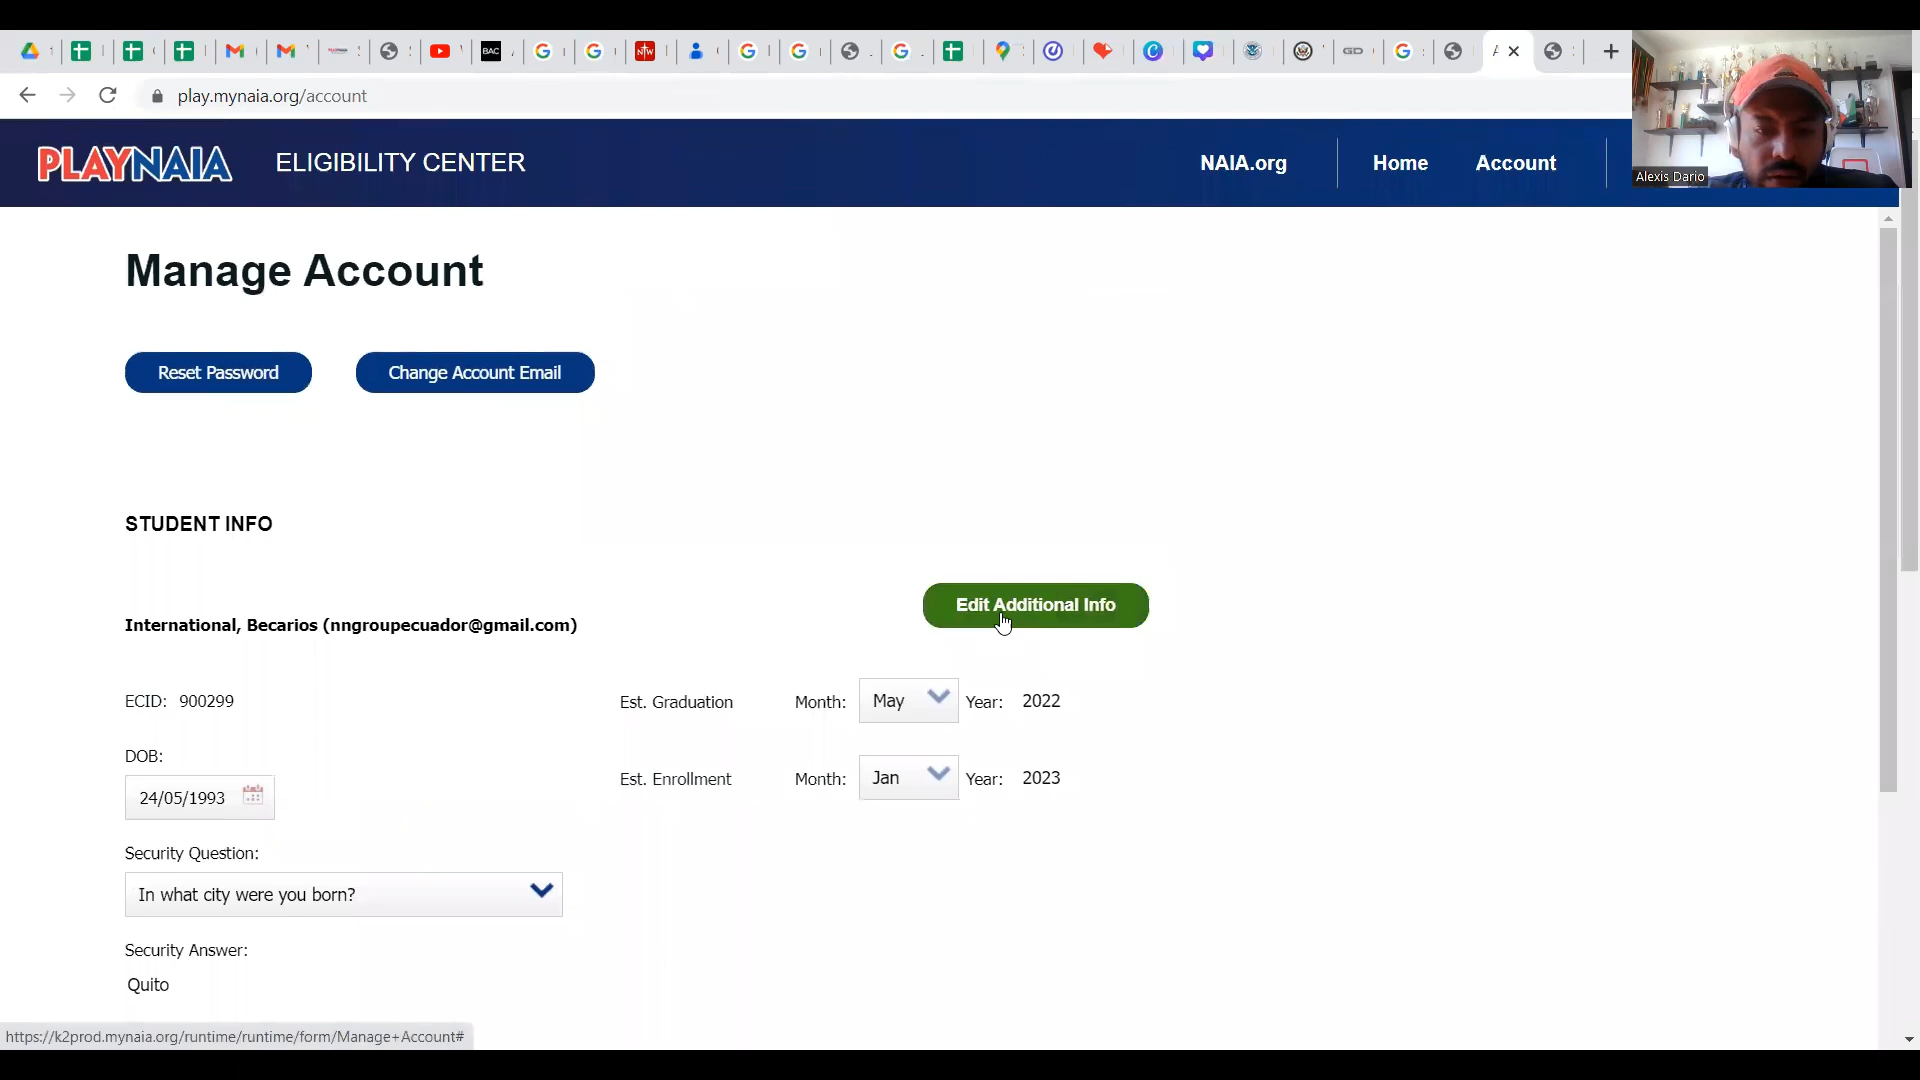 play.mynaia.org/account
PLAYNAIA ELIGIBILITY CENTER
NAIA.org Home Account
Alexis Dario
Manage Account
Reset Password Change Account Email
STUDENT INFO
Edit Additional Info
International, Becarios (nngroupecuador@gmail.com)
ECID: 900299
Est. Graduation Month: May Year: 2022
DOB:
Est. Enrollment Month: Jan Year: 2023
24/05/1993
Security Question:
In what city were you born?
Security Answer:
Quito
https://k2prod.mynaia.org/runtime/runtime/form/Manage+Account#